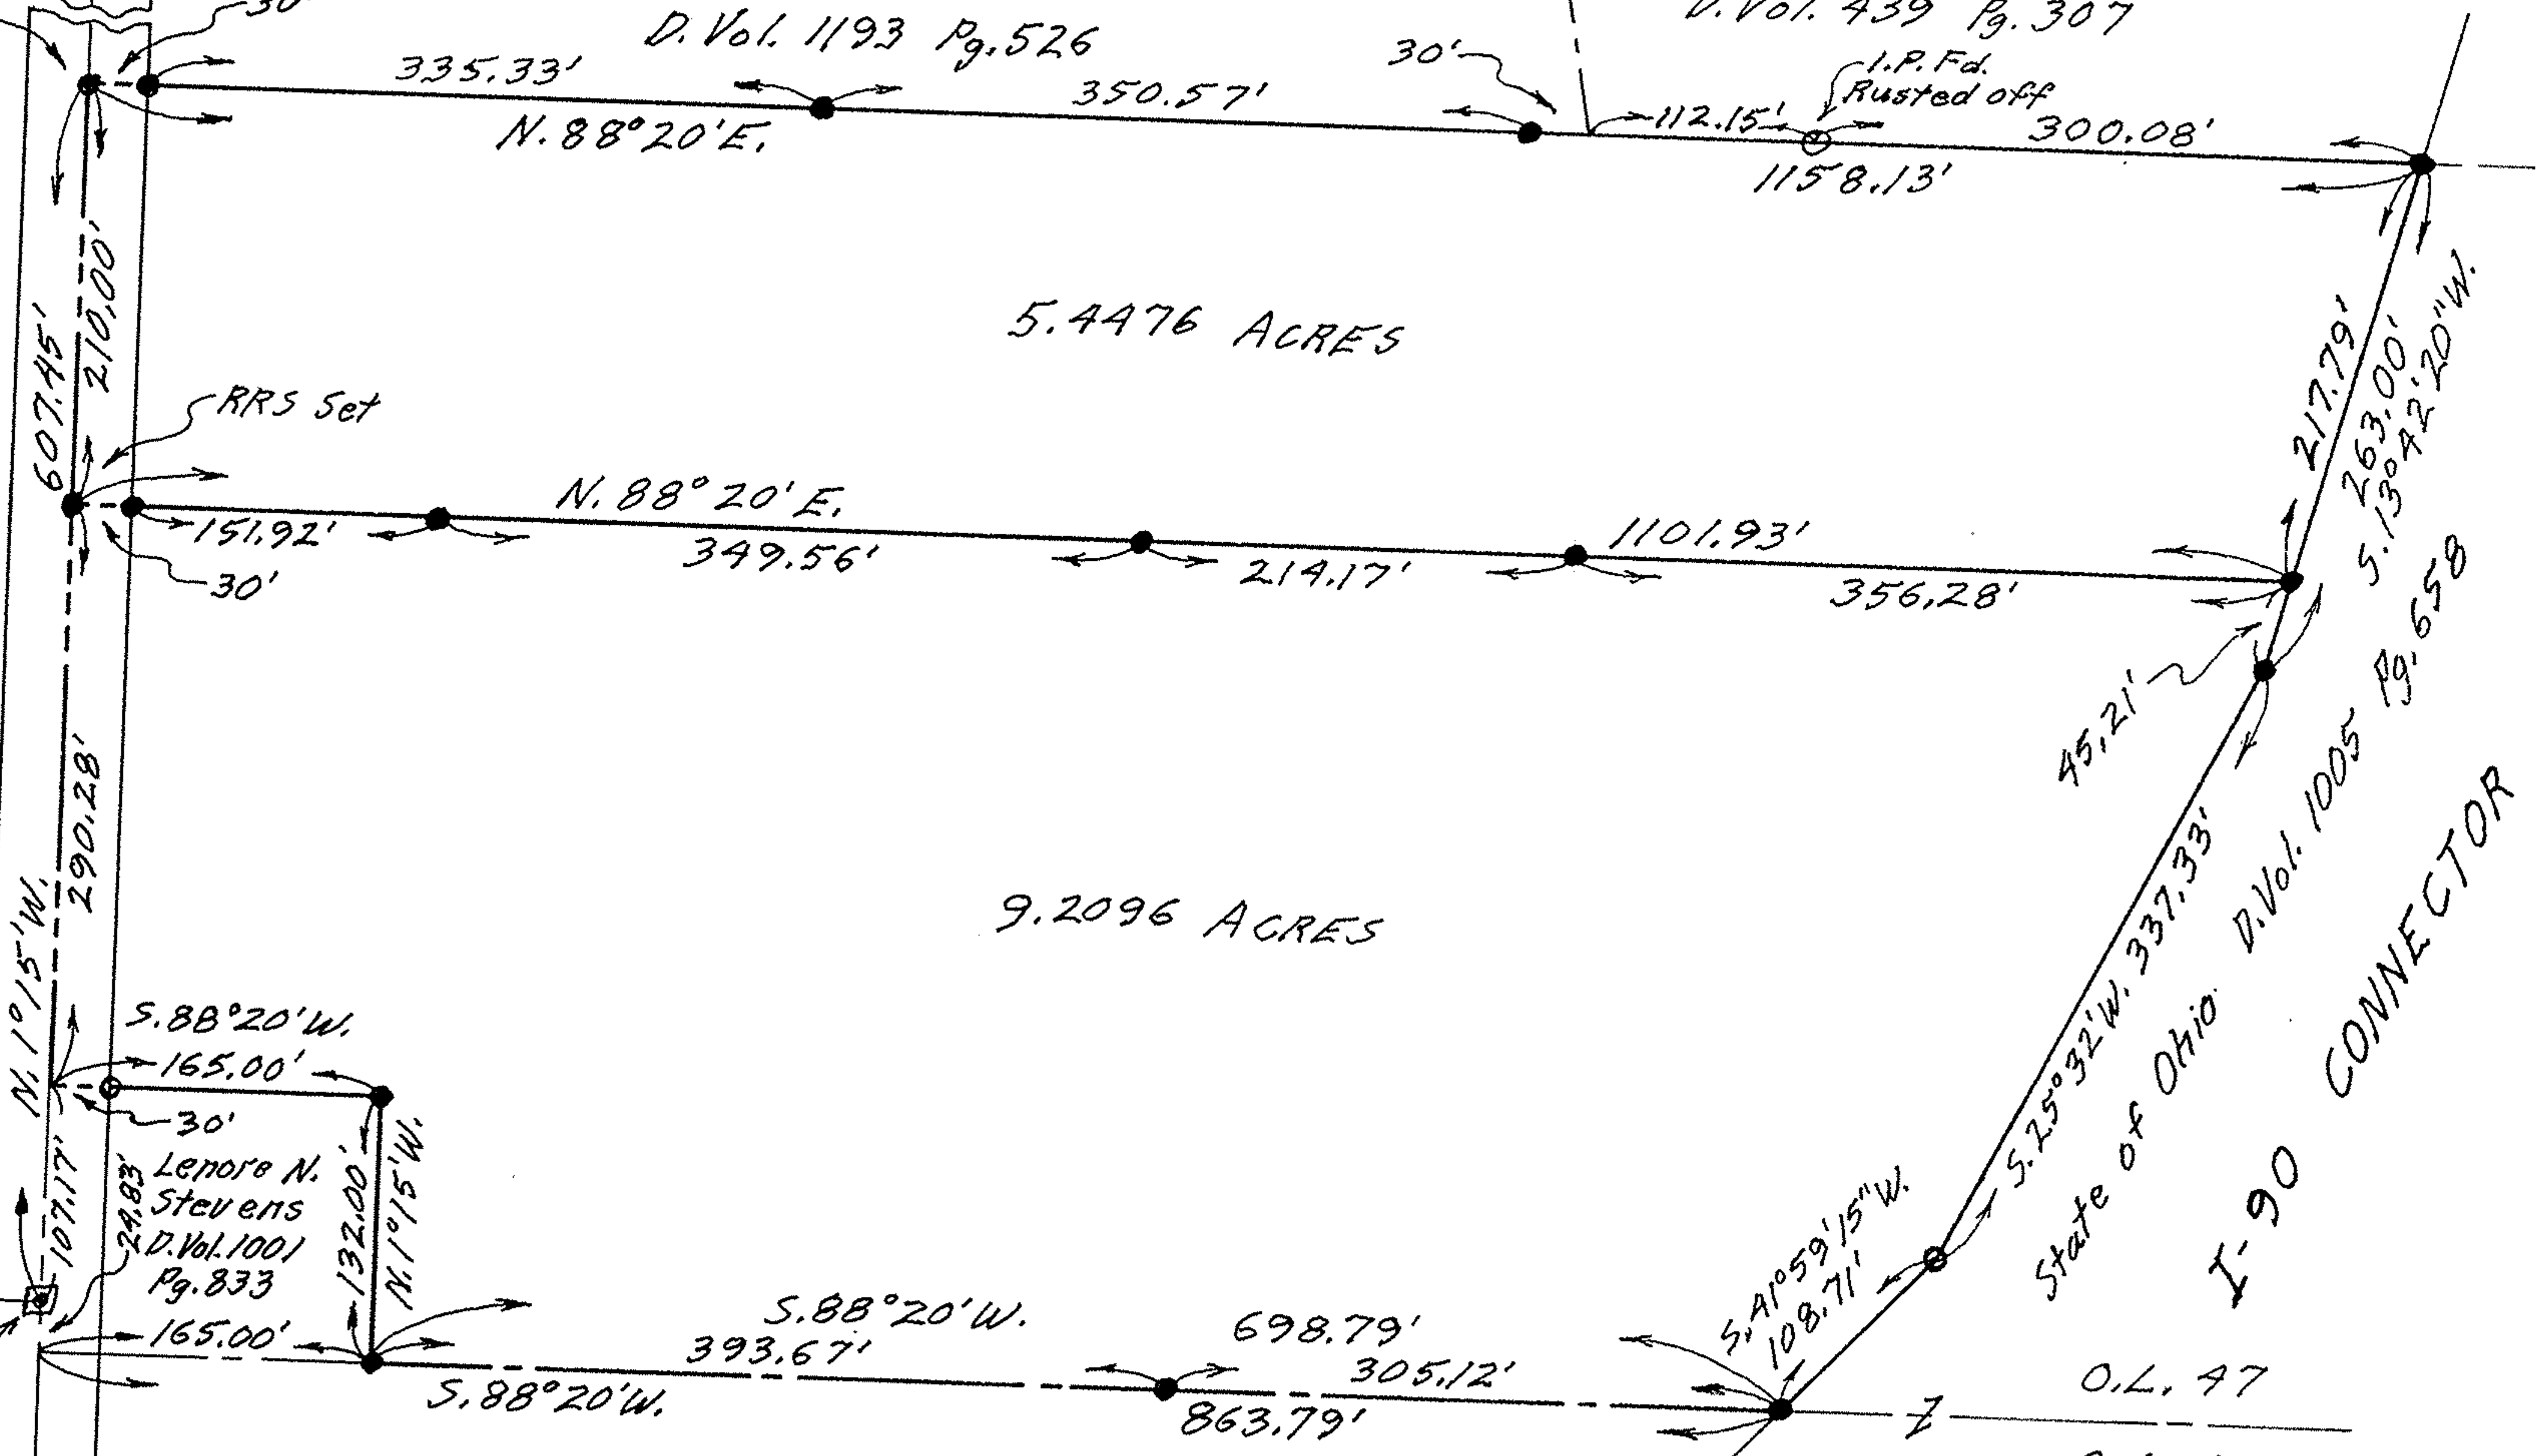 30'
D. Vol. 1193 Pg. 526
D. Vol. 439 Pg. 307
335.33'
350.57'
30'
I.P. Fd.
Rusted off
112.15'
300.08'
N. 88° 20' E.
1158.13'
210.00'
607.45'
5.4476 ACRES
217.79'
263.00'
S. 13° 42' 20" W.
RRS Set
N. 88° 20' E.
1101.93'
151.92'
349.56'
214.17'
356.28'
30'
45.21'
290.28'
N. 1° 15' W.
9.2096 ACRES
S. 25° 32' W. 337.33'
State of Ohio D. Vol. 1005 Pg. 658
I-90 CONNECTOR
S. 88° 20' W.
165.00'
30'
107.17'
24.83'
Lenore N.
Stevens
D. Vol. 1001
Pg. 833
132.00'
N. 1° 15' W.
165.00'
S. 88° 20' W.
393.67'
698.79'
305.12'
S. 41° 59' 15" W.
108.71'
S. 88° 20' W.
863.79'
O.L. 47